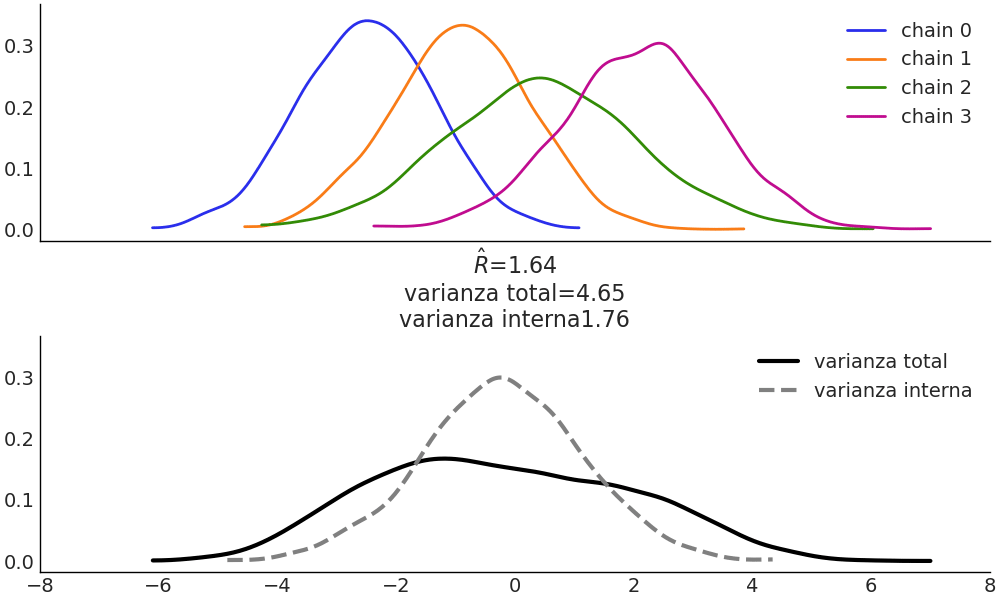 0.3
0.2
0.1
0.0
chain 0
chain 1
chain 2
chain 3
R̂=1.64
varianza total=4.65
varianza interna1.76
0.3
0.2
0.1
0.0
varianza total
varianza interna
−8 −6 −4 −2 0 2 4 6 8